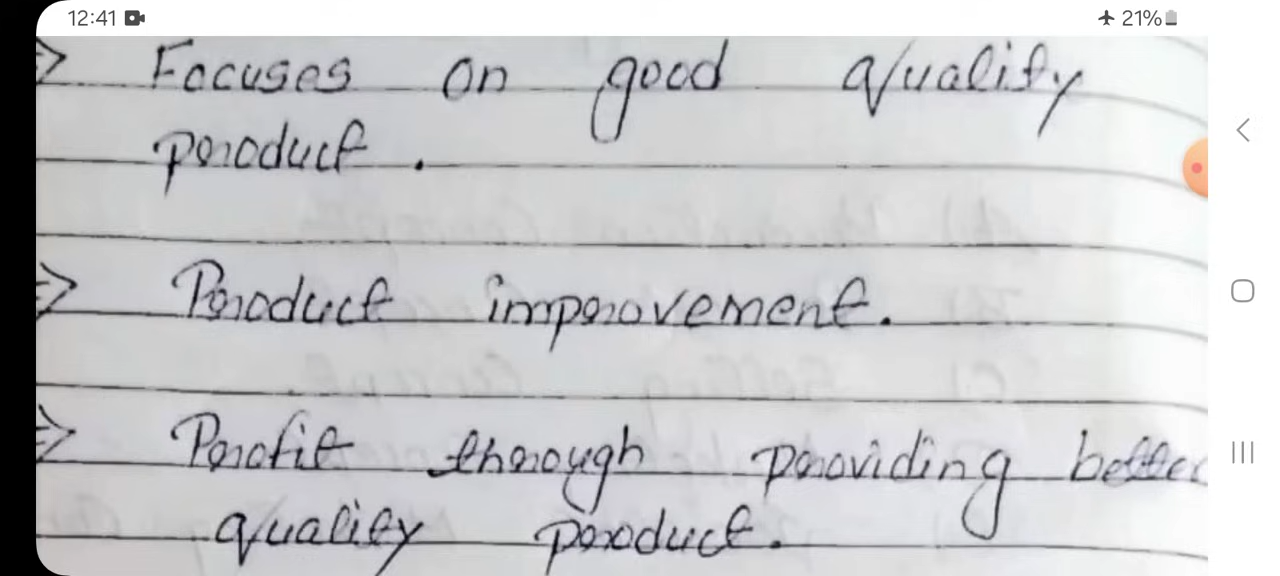 12:41 21%
⇒ Focuses on good quality
product.
⇒ Product improvement.
⇒ Profit through providing better
quality product.